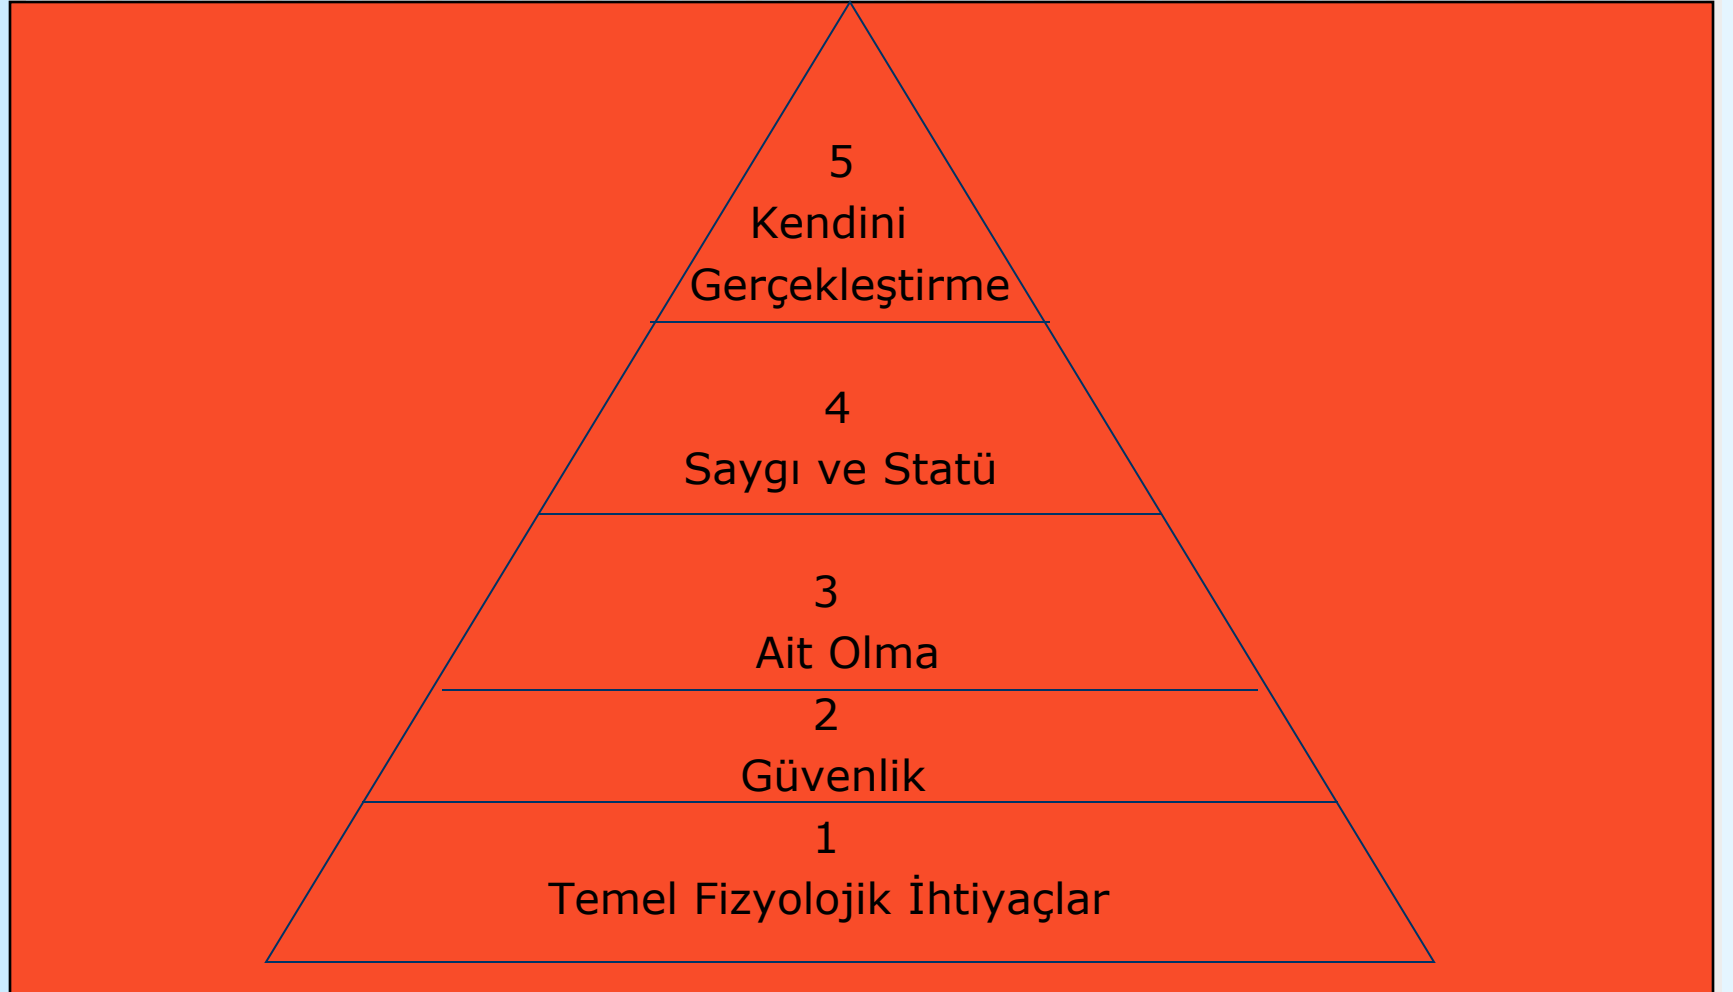 5
Kendini
Gerçekleştirme
4
Saygı ve Statü
3
Ait Olma
2
Güvenlik
1
Temel Fizyolojik İhtiyaçlar